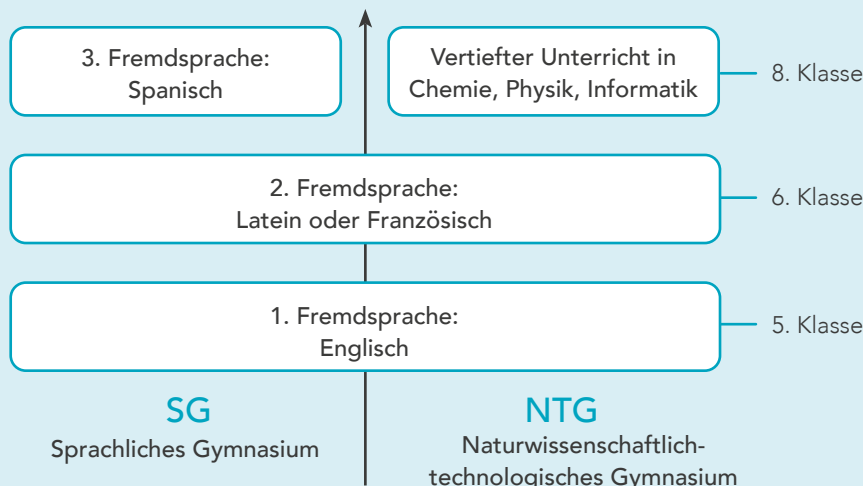 3. Fremdsprache:
Spanisch
Vertiefter Unterricht in
Chemie, Physik, Informatik
8. Klasse
2. Fremdsprache:
Latein oder Französisch
6. Klasse
1. Fremdsprache:
Englisch
5. Klasse
SG
Sprachliches Gymnasium
NTG
Naturwissenschaftlich-
technologisches Gymnasium